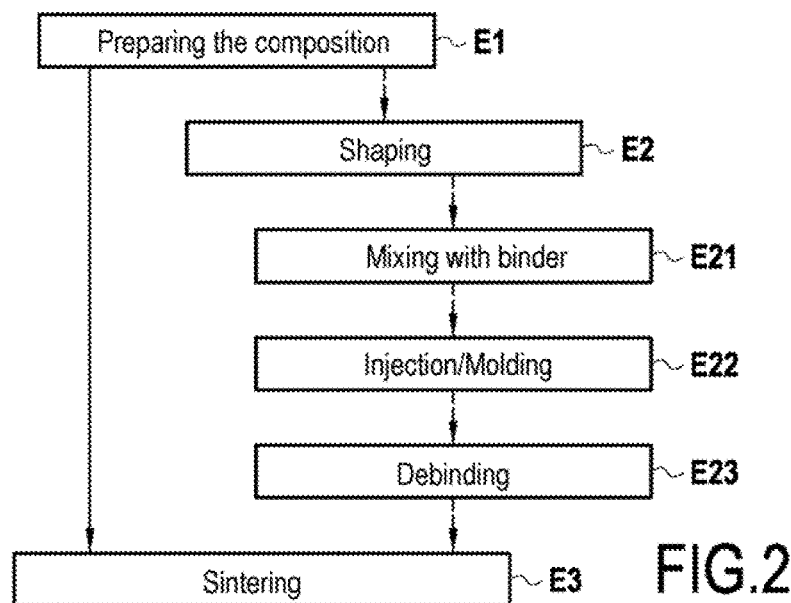 Preparing the composition E1
Shaping E2
Mixing with binder E21
Injection/Molding E22
Debinding E23
Sintering E3
FIG.2